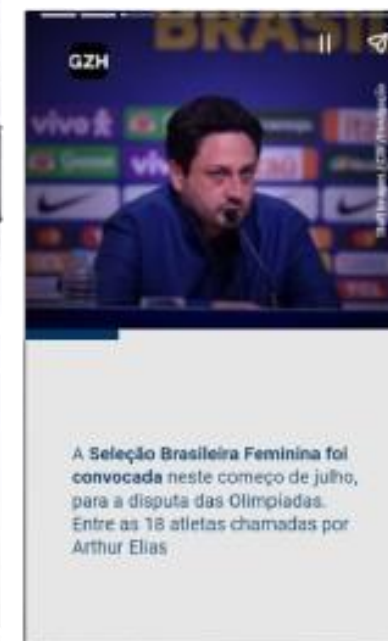 BRASIL
GZH
vivo
vivo
A Seleção Brasileira Feminina foi
convocada neste começo de julho,
para a disputa das Olimpíadas.
Entre as 18 atletas chamadas por
Arthur Elias